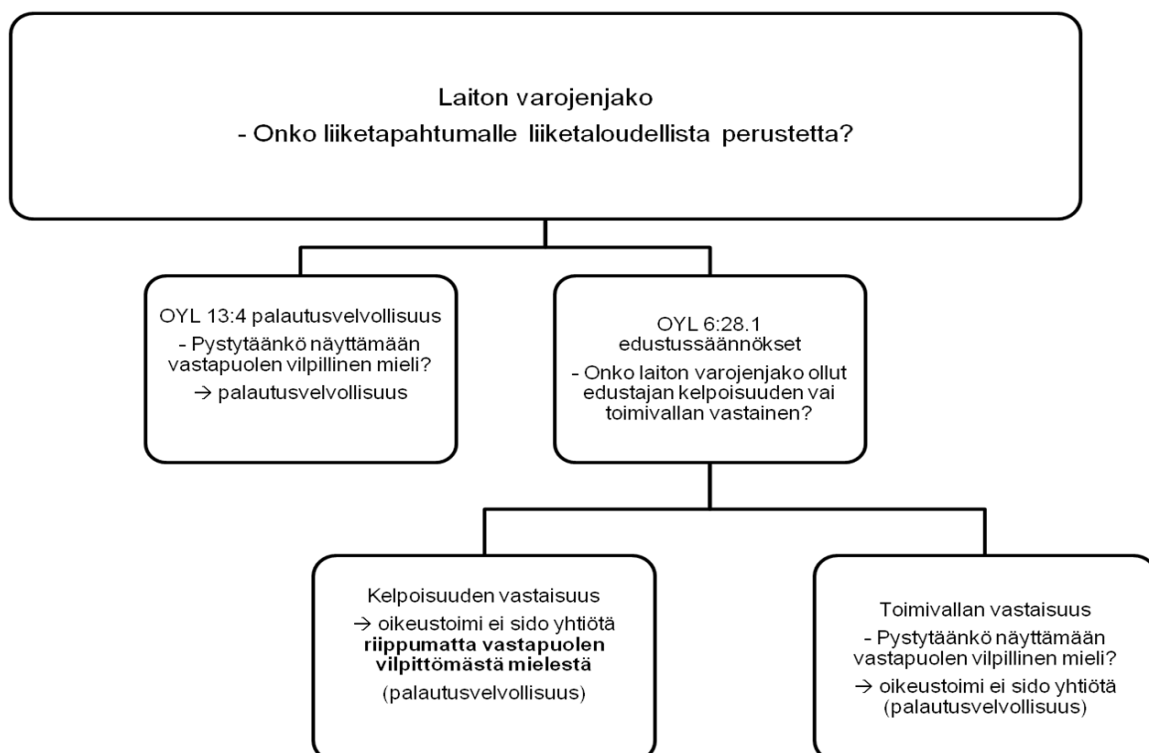 Laiton varojenjako
- Onko liiketapahtumalle liiketaloudellista perustetta?
OYL 13:4 palautusvelvollisuus
- Pystytäänkö näyttämään
vastapuolen vilpillinen mieli?
→ palautusvelvollisuus
OYL 6:28.1
edustussäännökset
- Onko laiton varojenjako ollut
edustajan kelpoisuuden vai
toimivallan vastainen?
Kelpoisuuden vastaisuus
→ oikeustoimi ei sido yhtiötä
riippumatta vastapuolen
vilpittömästä mielestä
(palautusvelvollisuus)
Toimivallan vastaisuus
- Pystytäänkö näyttämään
vastapuolen vilpillinen mieli?
→ oikeustoimi ei sido yhtiötä
(palautusvelvollisuus)